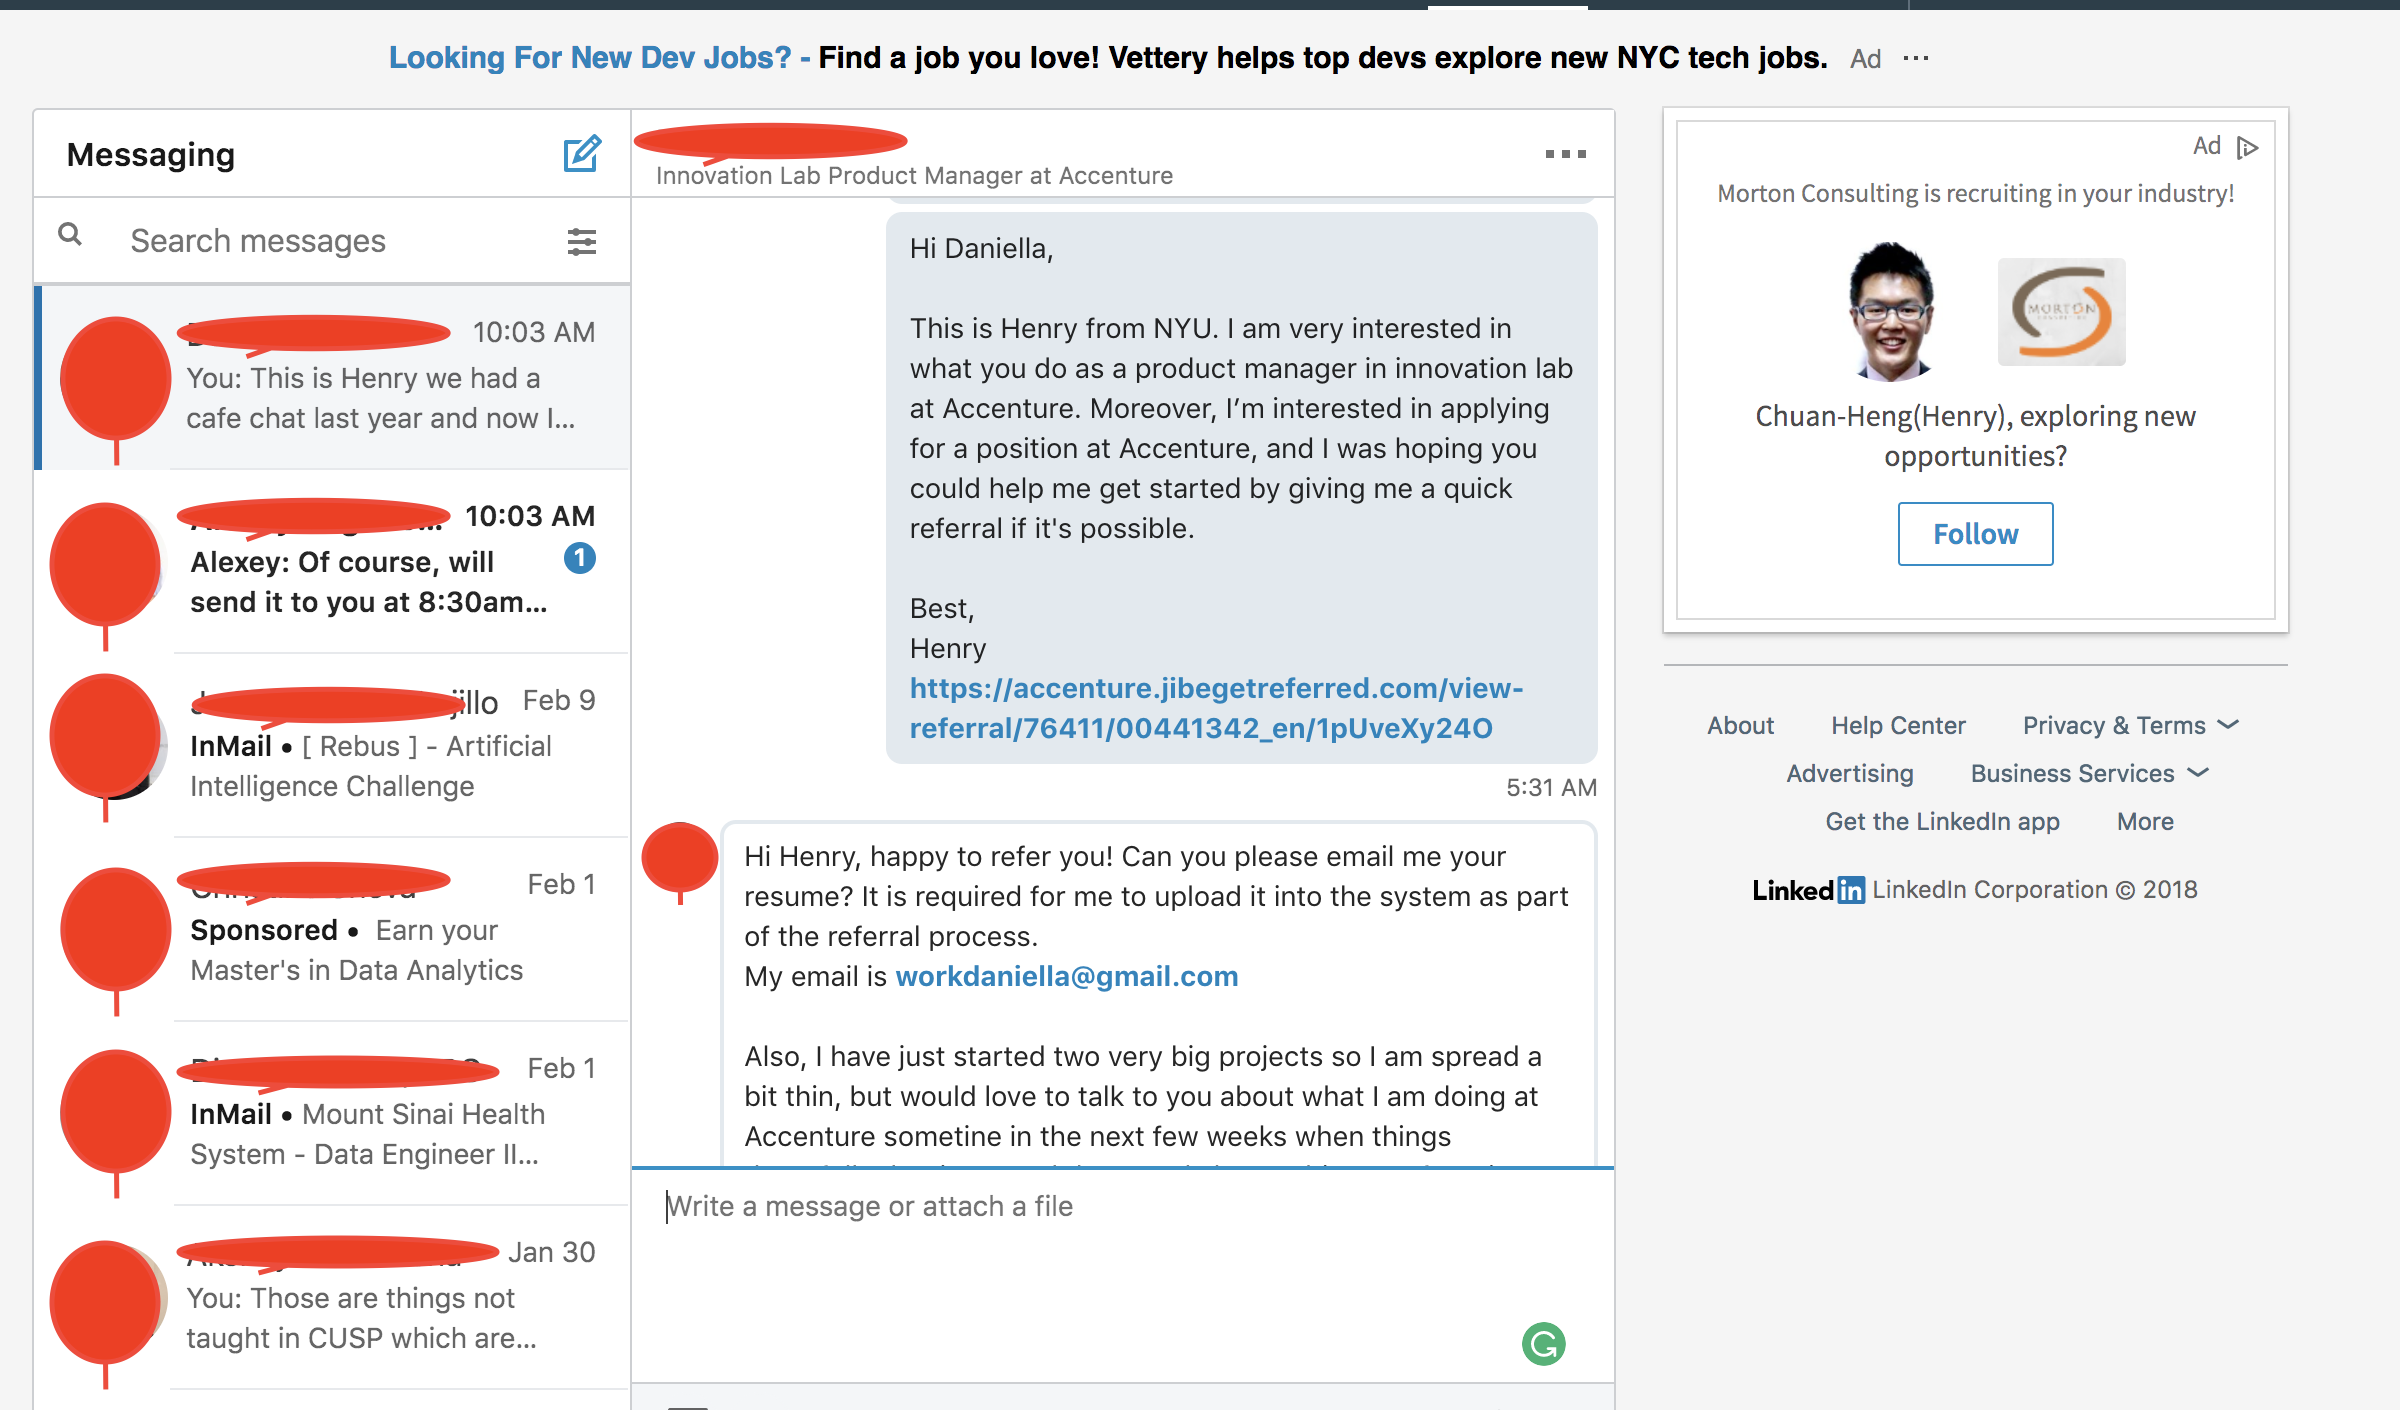 Looking For New Dev Jobs? - Find a job you love! Vettery helps top devs explore new NYC tech jobs. Ad ...
Messaging
Search messages
10:03 AM
You: This is Henry we had a
cafe chat last year and now I...
10:03 AM
Alexey: Of course, will
send it to you at 8:30am...
1
jillo Feb 9
InMail • [ Rebus ] - Artificial
Intelligence Challenge
Feb 1
Sponsored • Earn your
Master's in Data Analytics
Feb 1
InMail • Mount Sinai Health
System - Data Engineer II...
Jan 30
You: Those are things not
taught in CUSP which are...
Innovation Lab Product Manager at Accenture
Hi Daniella,
This is Henry from NYU. I am very interested in
what you do as a product manager in innovation lab
at Accenture. Moreover, I’m interested in applying
for a position at Accenture, and I was hoping you
could help me get started by giving me a quick
referral if it's possible.
Best,
Henry
https://accenture.jibegetreferred.com/view-
referral/76411/00441342_en/1pUveXy24O
5:31 AM
Hi Henry, happy to refer you! Can you please email me your
resume? It is required for me to upload it into the system as part
of the referral process.
My email is workdaniella@gmail.com
Also, I have just started two very big projects so I am spread a
bit thin, but would love to talk to you about what I am doing at
Accenture sometine in the next few weeks when things
Write a message or attach a file
Ad
Morton Consulting is recruiting in your industry!
MORTON
Chuan-Heng(Henry), exploring new
opportunities?
Follow
About Help Center Privacy & Terms
Advertising Business Services
Get the LinkedIn app More
LinkedIn LinkedIn Corporation © 2018